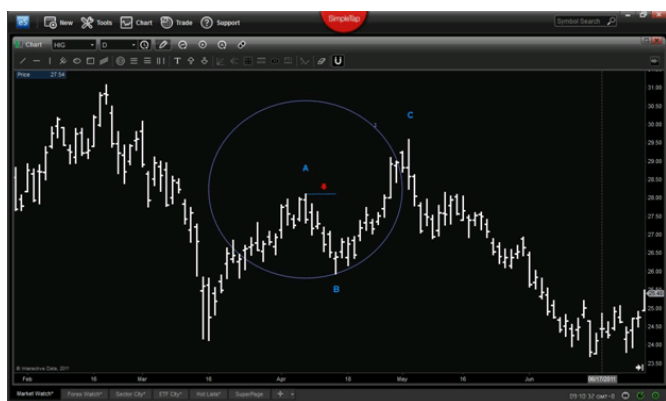 eS New Tools Chart Trade Support SimpleTap Symbol Search
Chart HIG D
T U
Price 27.54
31.00
30.50
C
30.00
29.50
29.00
A
28.50
8
28.00
27.50
27.00
26.50
26.00
B
25.50
25.00
24.50
24.00
© Interactive Data, 2011
23.50
Feb 16 Mar 16 Apr 18 May 16 Jun 06/17/2011
Market Watch* Forex Watch* Sector City* ETF City* Hot Lists* SuperPage +